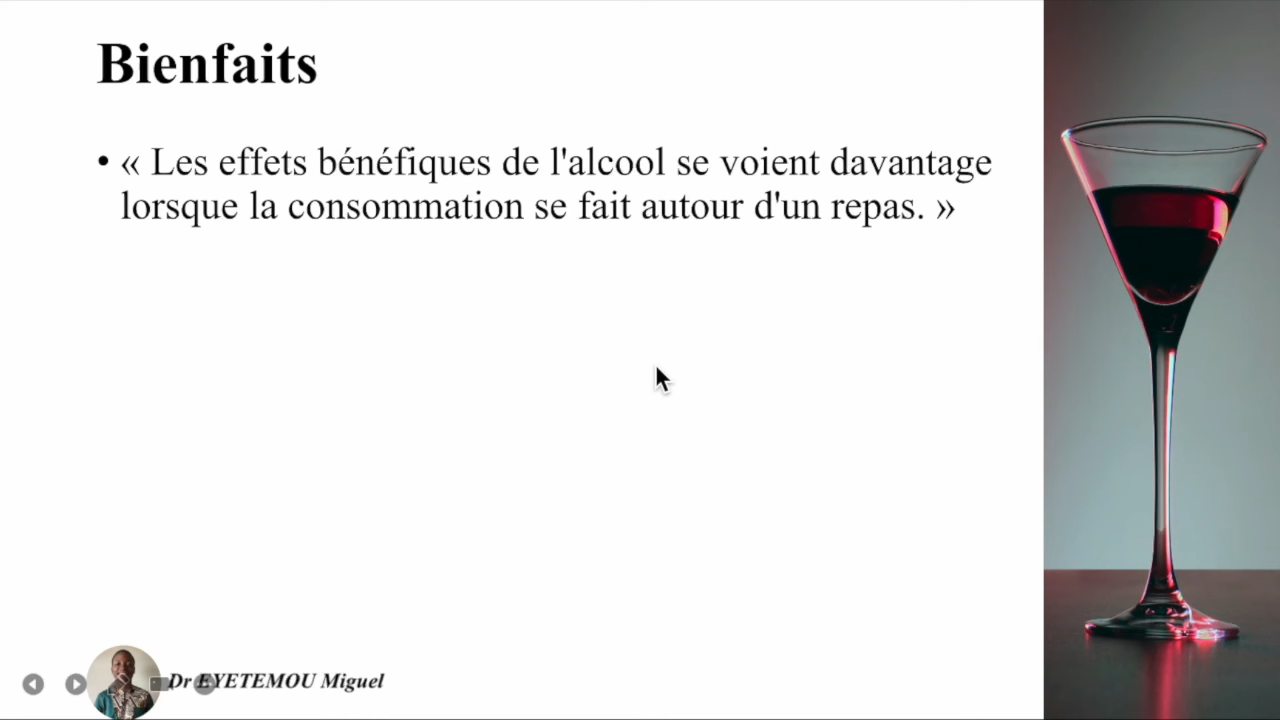 Bienfaits
• « Les effets bénéfiques de l'alcool se voient davantage
lorsque la consommation se fait autour d'un repas. »
Dr EYETEMOU Miguel